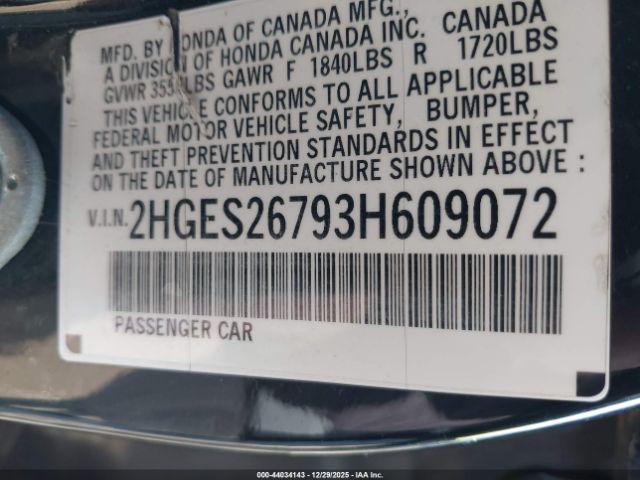 MFD. BY HONDA OF CANADA MFG., CANADA
A DIVISION OF HONDA CANADA INC.
GVWR LBS GAWR F 1840LBS R 1720LBS
THIS VEHICLE CONFORMS TO ALL APPLICABLE
FEDERAL MOTOR VEHICLE SAFETY, BUMPER,
AND THEFT PREVENTION STANDARDS IN EFFECT
ON THE DATE OF MANUFACTURE SHOWN ABOVE :
V.I.N. 2HGES26793H609072
PASSENGER CAR
000-44034143 — 12/29/2025 — IAA Inc.